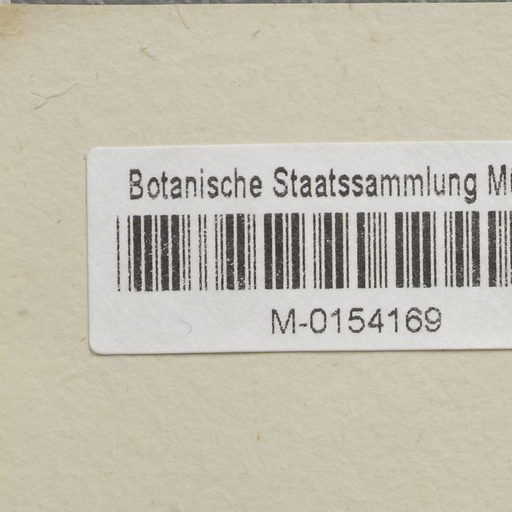 Botanische Staatssammlung
M-0154169